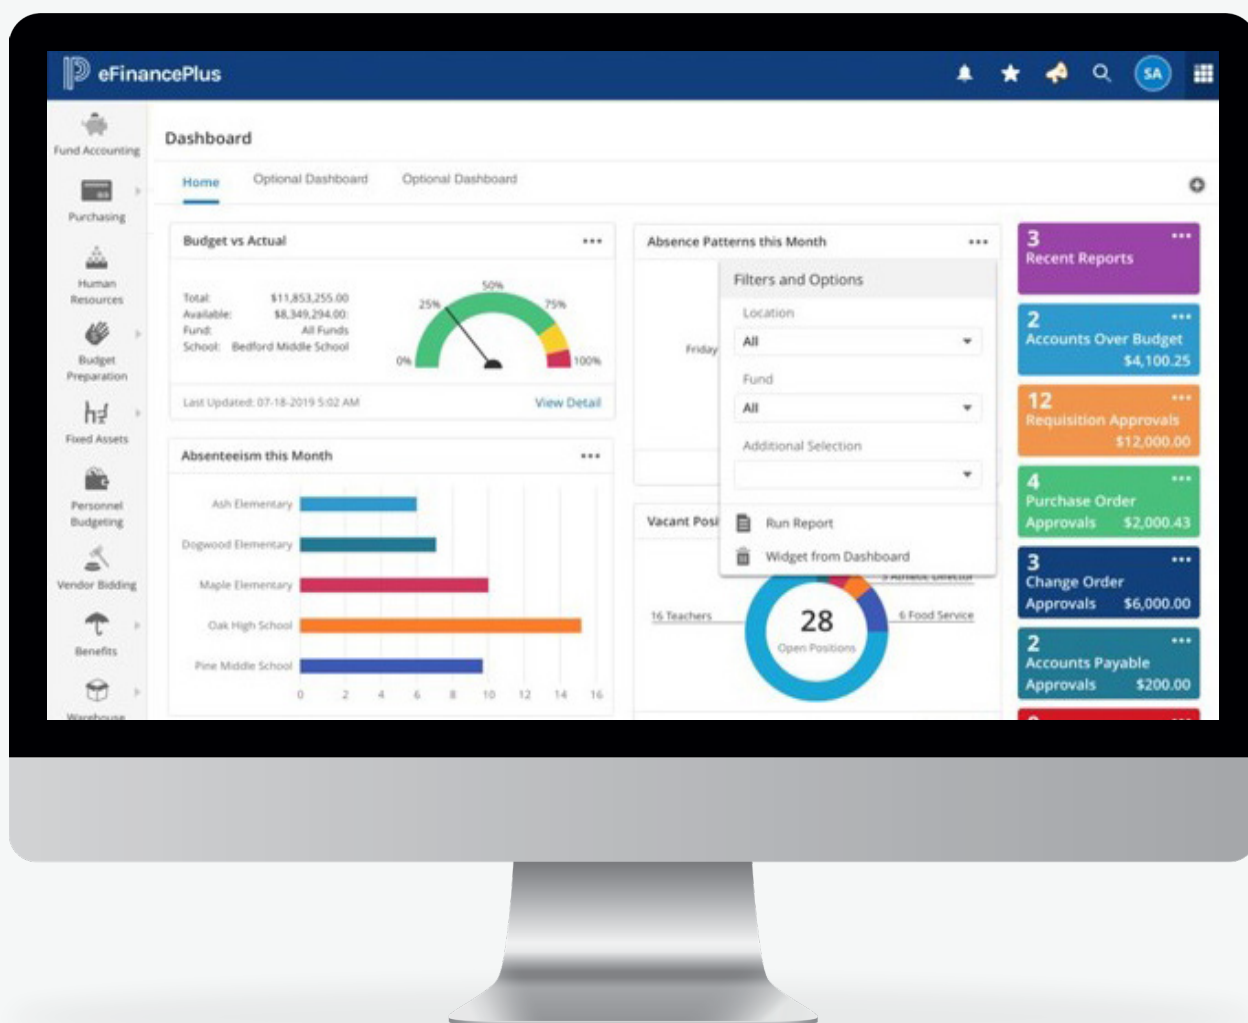 eFinancePlus
SA
Fund Accounting
Purchasing
Human
Resources
Budget
Preparation
Fixed Assets
Personnel
Budgeting
Vendor Bidding
Benefits
Warehouse
Dashboard
Home
Optional Dashboard
Optional Dashboard
Budget vs Actual
Total: $11,853,255.00
Available: $8,349,294.00:
Fund: All Funds
School: Bedford Middle School
0%
25%
50%
75%
100%
Last Updated: 07-18-2019 5:02 AM
View Detail
Absenteeism this Month
Ash Elementary
Dogwood Elementary
Maple Elementary
Oak High School
Pine Middle School
0 2 4 6 8 10 12 14 16
Absence Patterns this Month
Friday
Filters and Options
Location
All
Fund
All
Additional Selection
Run Report
Widget from Dashboard
Vacant Posi
3 Athletic Director
16 Teachers
6 Food Service
28
Open Positions
3
Recent Reports
2
Accounts Over Budget
$4,100.25
12
Requisition Approvals
$12,000.00
4
Purchase Order
Approvals $2,000.43
3
Change Order
Approvals $6,000.00
2
Accounts Payable
Approvals $200.00